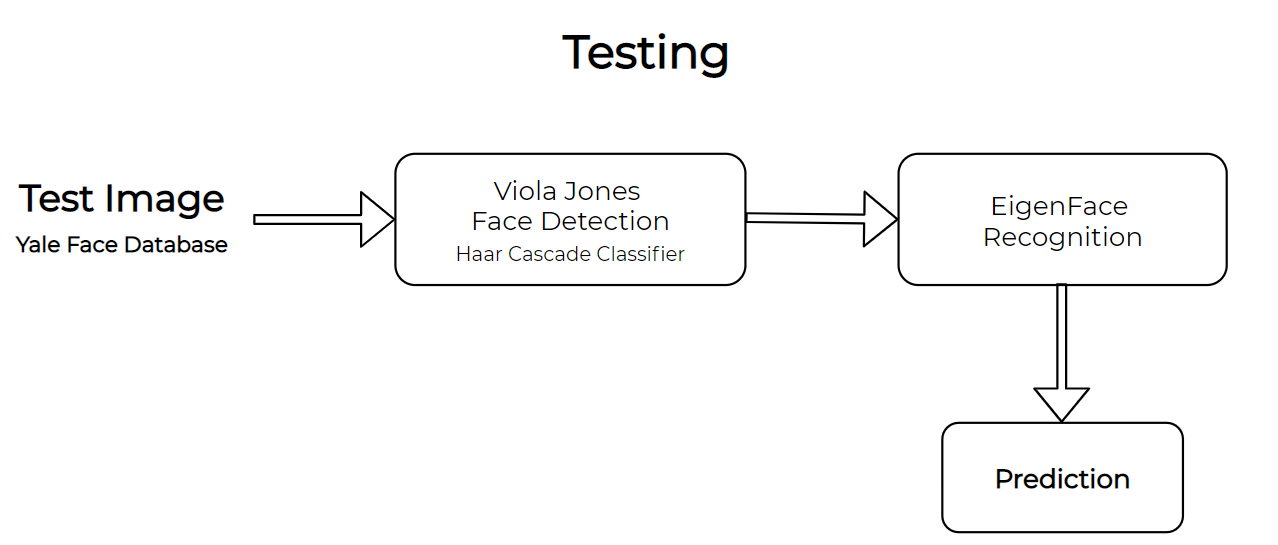 Testing
Test Image
Yale Face Database
Viola Jones
Face Detection
Haar Cascade Classifier
EigenFace
Recognition
Prediction